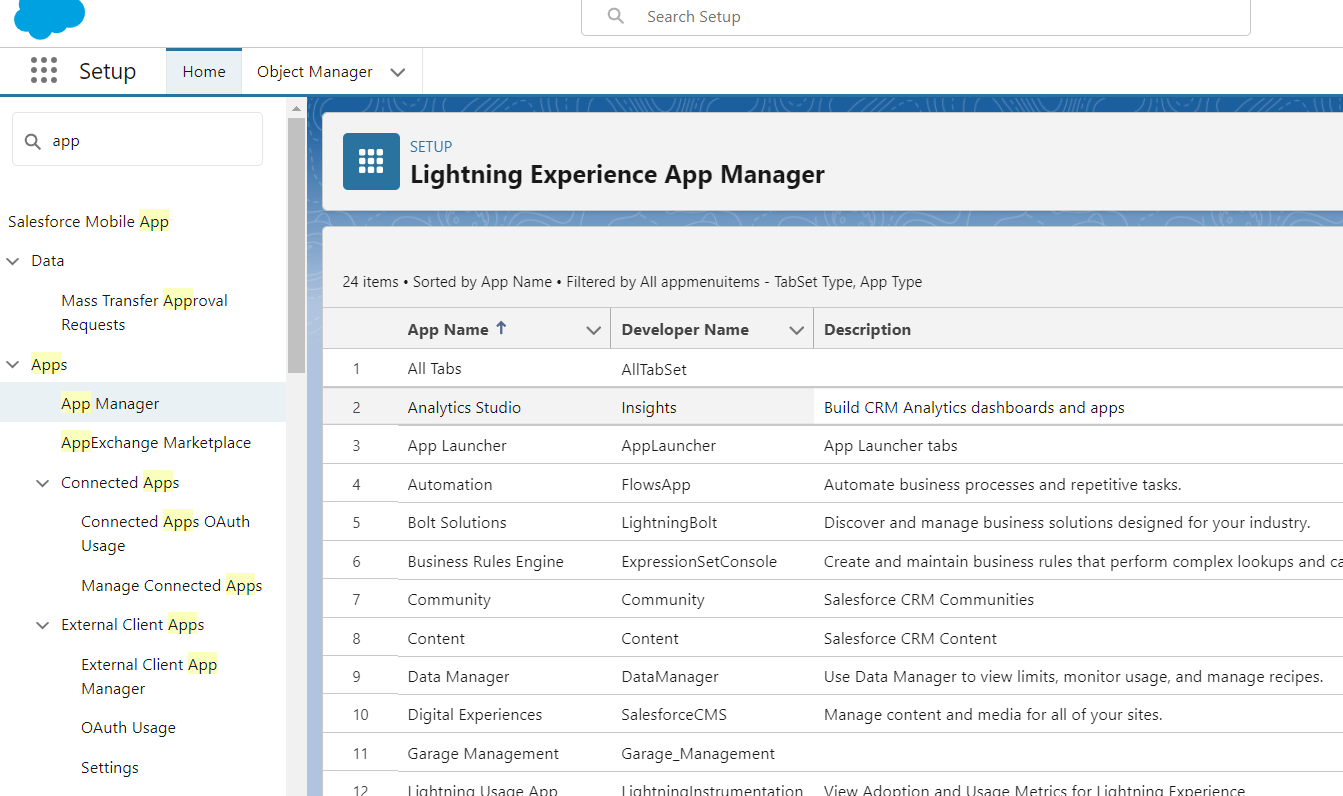 Search Setup
Setup
Home
Object Manager
app
Salesforce Mobile App
Data
Mass Transfer Approval
Requests
Apps
App Manager
AppExchange Marketplace
Connected Apps
Connected Apps OAuth
Usage
Manage Connected Apps
External Client Apps
External Client App
Manager
OAuth Usage
Settings
SETUP
Lightning Experience App Manager
24 items • Sorted by App Name • Filtered by All appmenuitems - TabSet Type, App Type
App Name Developer Name Description
1 All Tabs AllTabSet
2 Analytics Studio Insights Build CRM Analytics dashboards and apps
3 App Launcher AppLauncher App Launcher tabs
4 Automation FlowsApp Automate business processes and repetitive tasks.
5 Bolt Solutions LightningBolt Discover and manage business solutions designed for your industry.
6 Business Rules Engine ExpressionSetConsole Create and maintain business rules that perform complex lookups and ca
7 Community Community Salesforce CRM Communities
8 Content Content Salesforce CRM Content
9 Data Manager DataManager Use Data Manager to view limits, monitor usage, and manage recipes.
10 Digital Experiences SalesforceCMS Manage content and media for all of your sites.
11 Garage Management Garage_Management
12 Lightning Usage App LightningInstrumentation View Adoption and Usage Metrics for Lightning Experience